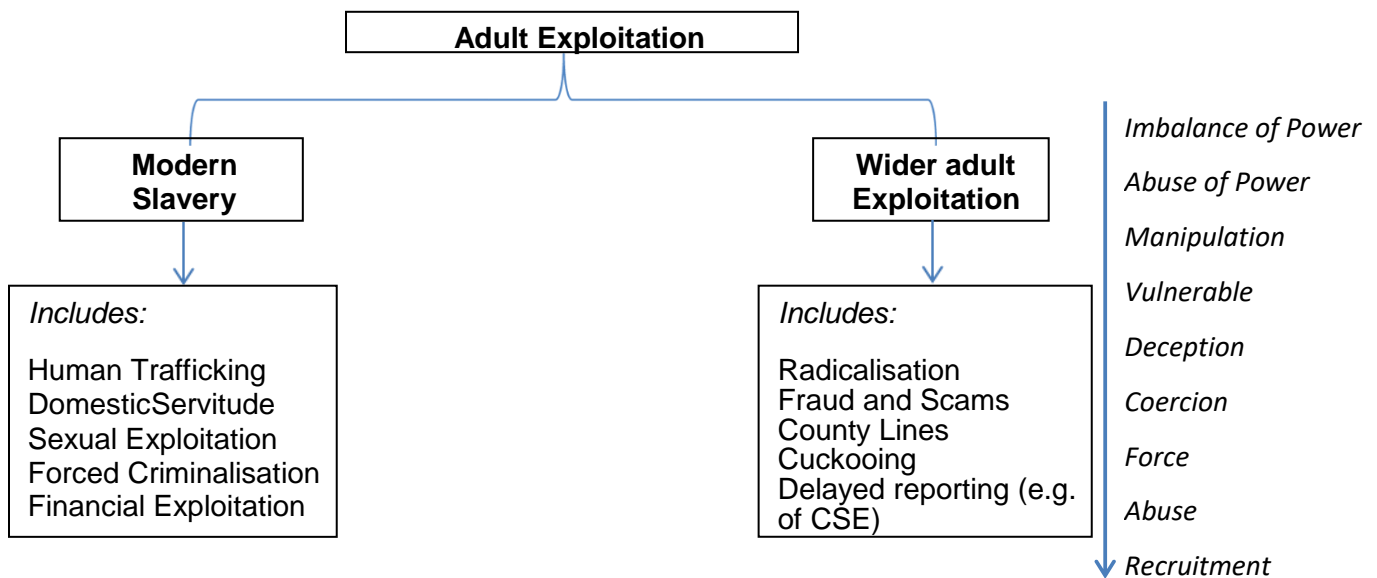 Adult Exploitation
Modern
Slavery
Wider adult
Exploitation
Includes:
Human Trafficking
DomesticServitude
Sexual Exploitation
Forced Criminalisation
Financial Exploitation
Includes:
Radicalisation
Fraud and Scams
County Lines
Cuckooing
Delayed reporting (e.g.
of CSE)
Imbalance of Power
Abuse of Power
Manipulation
Vulnerable
Deception
Coercion
Force
Abuse
Recruitment